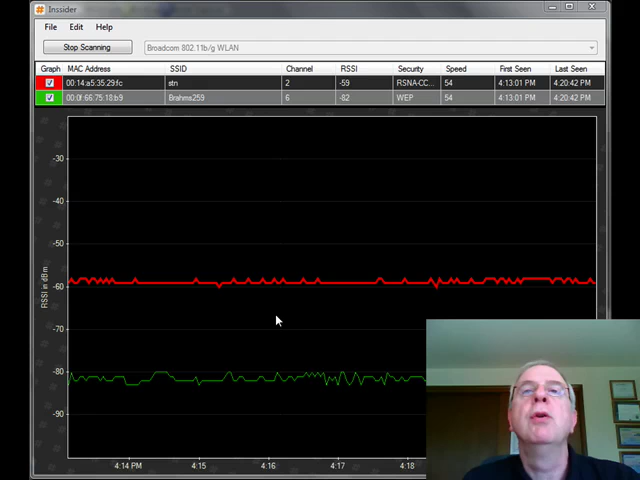 Inssider
File Edit Help
Stop Scanning Broadcom 802.11b/g WLAN
Graph MAC Address SSID Channel RSSI Security Speed First Seen Last Seen
00:14:a5:35:29:fc stn 2 -59 RSNA-CC... 54 4:13:01 PM 4:20:42 PM
00:0f:66:75:18:b9 Brahms259 6 -82 WEP 54 4:13:01 PM 4:20:42 PM
-30
-40
-50
-60
-70
-80
-90
RSSI in dBm
4:14 PM 4:15 4:16 4:17 4:18